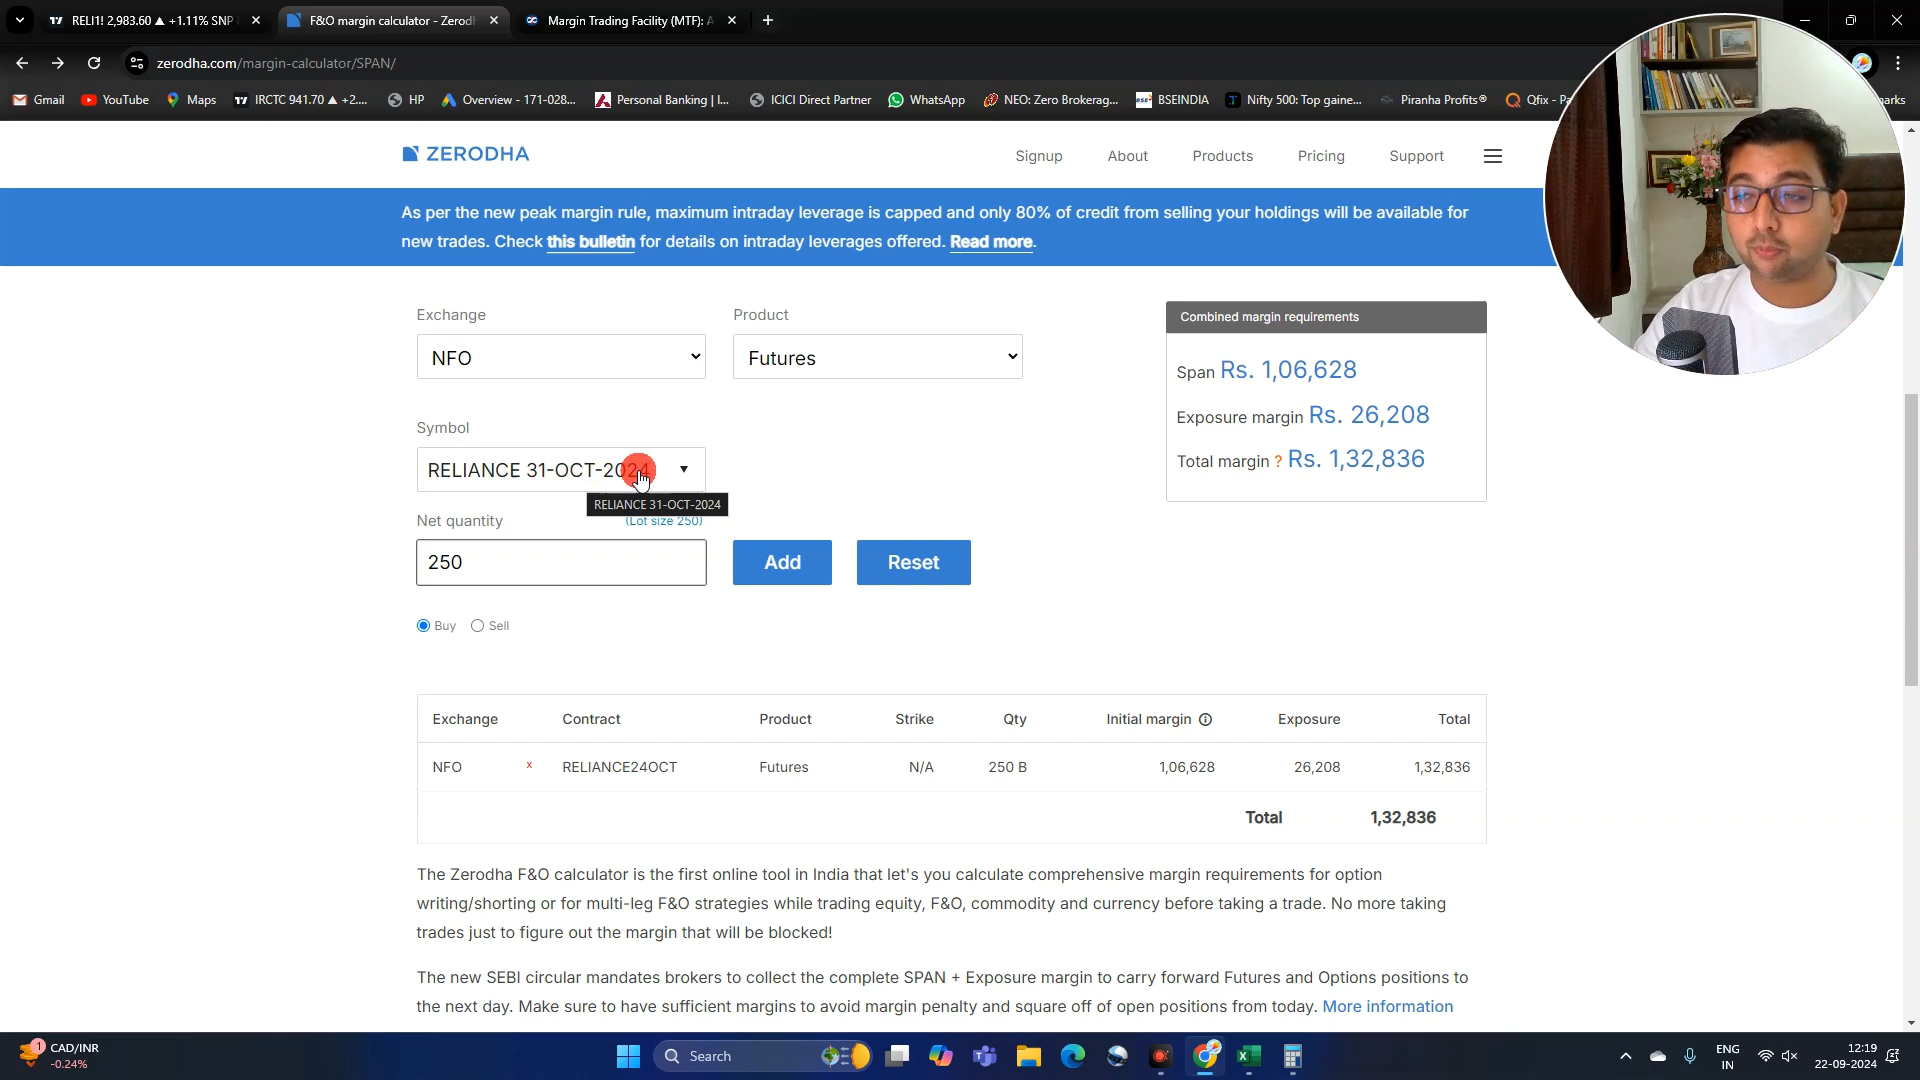 RELI1! 2,983.60 ▲ +1.11% SNP
F&O margin calculator - Zerodh
Margin Trading Facility (MTF): A
zerodha.com/margin-calculator/SPAN/
Gmail
YouTube
Maps
IRCTC 941.70 ▲ +2....
HP
Overview - 171-028...
Personal Banking | I...
ICICI Direct Partner
WhatsApp
NEO: Zero Brokerag...
BSEINDIA
Nifty 500: Top gaine...
Piranha Profits®
Qfix - Pa
ZERODHA
Signup
About
Products
Pricing
Support
As per the new peak margin rule, maximum intraday leverage is capped and only 80% of credit from selling your holdings will be available for
new trades. Check this bulletin for details on intraday leverages offered. Read more.
Exchange
Product
NFO
Futures
Combined margin requirements
Span Rs. 1,06,628
Exposure margin Rs. 26,208
Total margin ? Rs. 1,32,836
Symbol
RELIANCE 31-OCT-2024
RELIANCE 31-OCT-2024
Net quantity
(Lot size 250)
250
Add
Reset
Buy
Sell
Exchange Contract Product Strike Qty Initial margin Exposure Total
NFO x RELIANCE24OCT Futures N/A 250 B 1,06,628 26,208 1,32,836
Total 1,32,836
The Zerodha F&O calculator is the first online tool in India that let's you calculate comprehensive margin requirements for option
writing/shorting or for multi-leg F&O strategies while trading equity, F&O, commodity and currency before taking a trade. No more taking
trades just to figure out the margin that will be blocked!
The new SEBI circular mandates brokers to collect the complete SPAN + Exposure margin to carry forward Futures and Options positions to
the next day. Make sure to have sufficient margins to avoid margin penalty and square off of open positions from today. More information
1
CAD/INR
-0.24%
Search
ENG
IN
12:19
22-09-2024